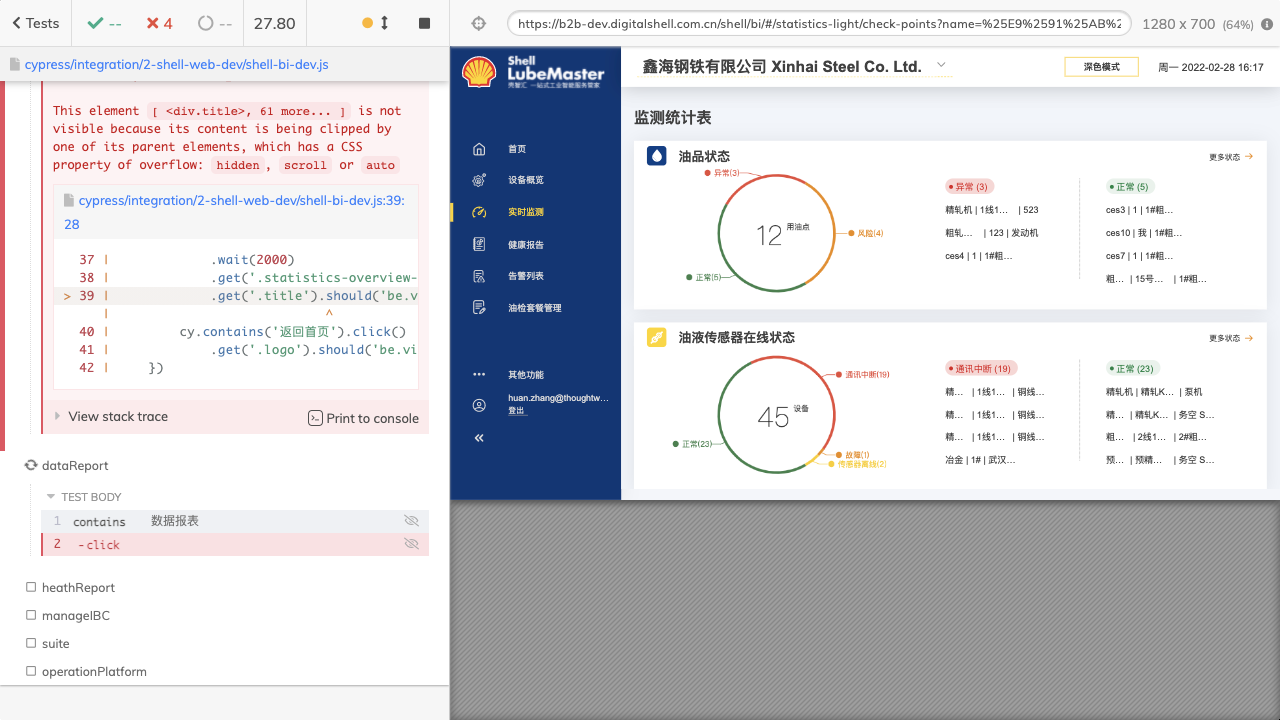 Tests
--
4
--
27.80
https://b2b-dev.digitalshell.com.cn/shell/bi/#/statistics-light/check-points?name=%25E9%2591%25AB%2
1280 x 700 (64%)
cypress/integration/2-shell-web-dev/shell-bi-dev.js
This element [ <div.title>, 61 more... ] is not
visible because its content is being clipped by
one of its parent elements, which has a CSS
property of overflow: hidden, scroll or auto
cypress/integration/2-shell-web-dev/shell-bi-dev.js:39:
28
37 | .wait(2000)
38 | .get('.statistics-overview-
> 39 | .get('.title').should('be.v
| ^
40 | cy.contains('返回首页').click()
41 | .get('.logo').should('be.vi
42 | })
View stack trace
Print to console
dataReport
TEST BODY
1 contains 数据报表
2 -click
heathReport
manageIBC
suite
operationPlatform
Shell
LubeMaster
壳智汇 一站式工业智能服务管家
首页
设备概览
实时监测
健康报告
告警列表
油检套餐管理
其他功能
huan.zhang@thoughtw...
登出
鑫海钢铁有限公司 Xinhai Steel Co. Ltd.
深色模式
周一 2022.11.28 16:17
监测统计表
油品状态
更多状态
异常(3)
风险(4)
正常(5)
12 用油点
异常 (3)
精轧机 | 1线1... | 523
粗轧... | 123 | 发动机
ces4 | 1 | 1#粗...
正常 (5)
ces3 | 1 | 1#粗...
ces10 | 我 | 1#粗...
ces7 | 1 | 1#粗...
粗... | 15号... | 1#粗...
油液传感器在线状态
更多状态
通讯中断(19)
正常(23)
故障(1)
传感器离线(2)
45 设备
通讯中断 (19)
精... | 1线1... | 铜线...
精... | 1线1... | 铜线...
精... | 1线1... | 铜线...
冶金 | 1# | 武汉...
正常 (23)
精轧机 | 精轧K... | 泵机
精... | 精轧K... | 务空 S...
粗... | 2线1... | 2#粗...
预... | 预精... | 务空 S...